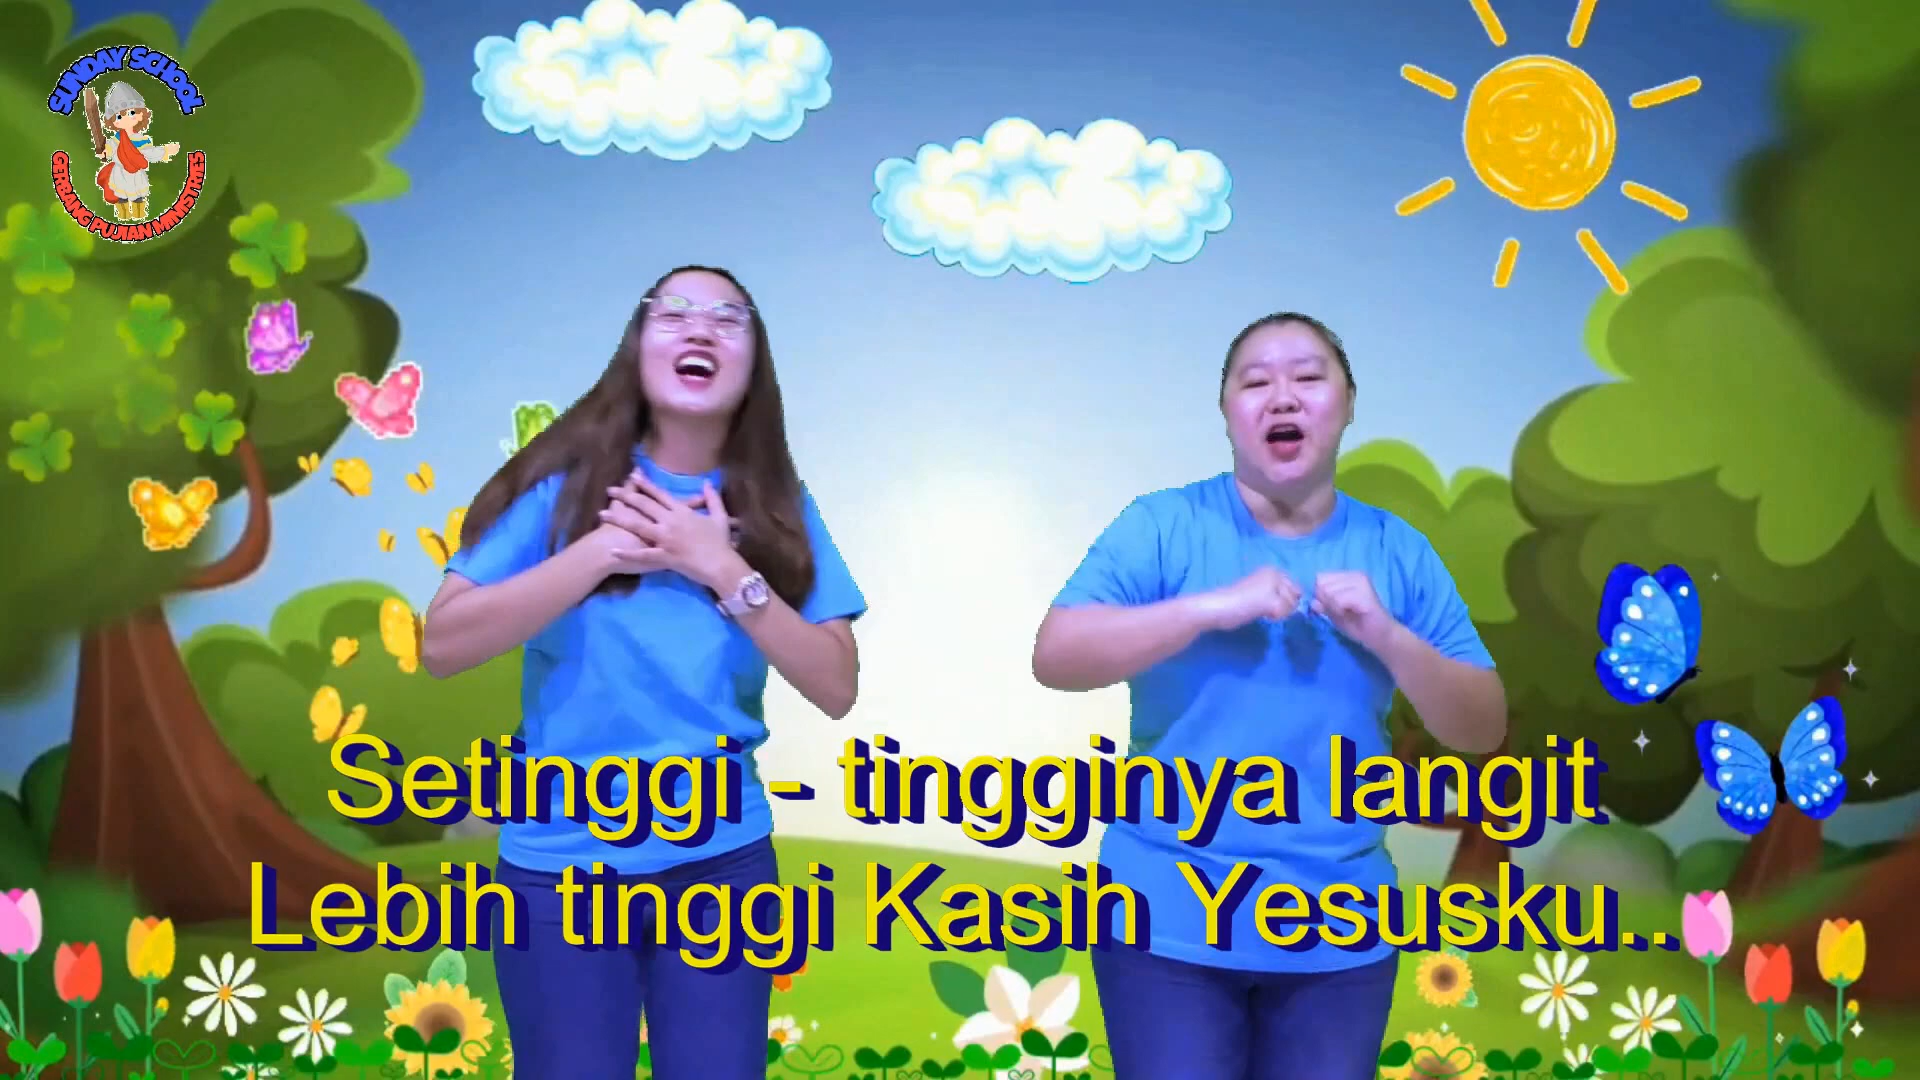 SUNDAY SCHOOL
GERBANG PUJIAN MINISTRIES
Setinggi - tingginya langit
Lebih tinggi Kasih Yesusku..